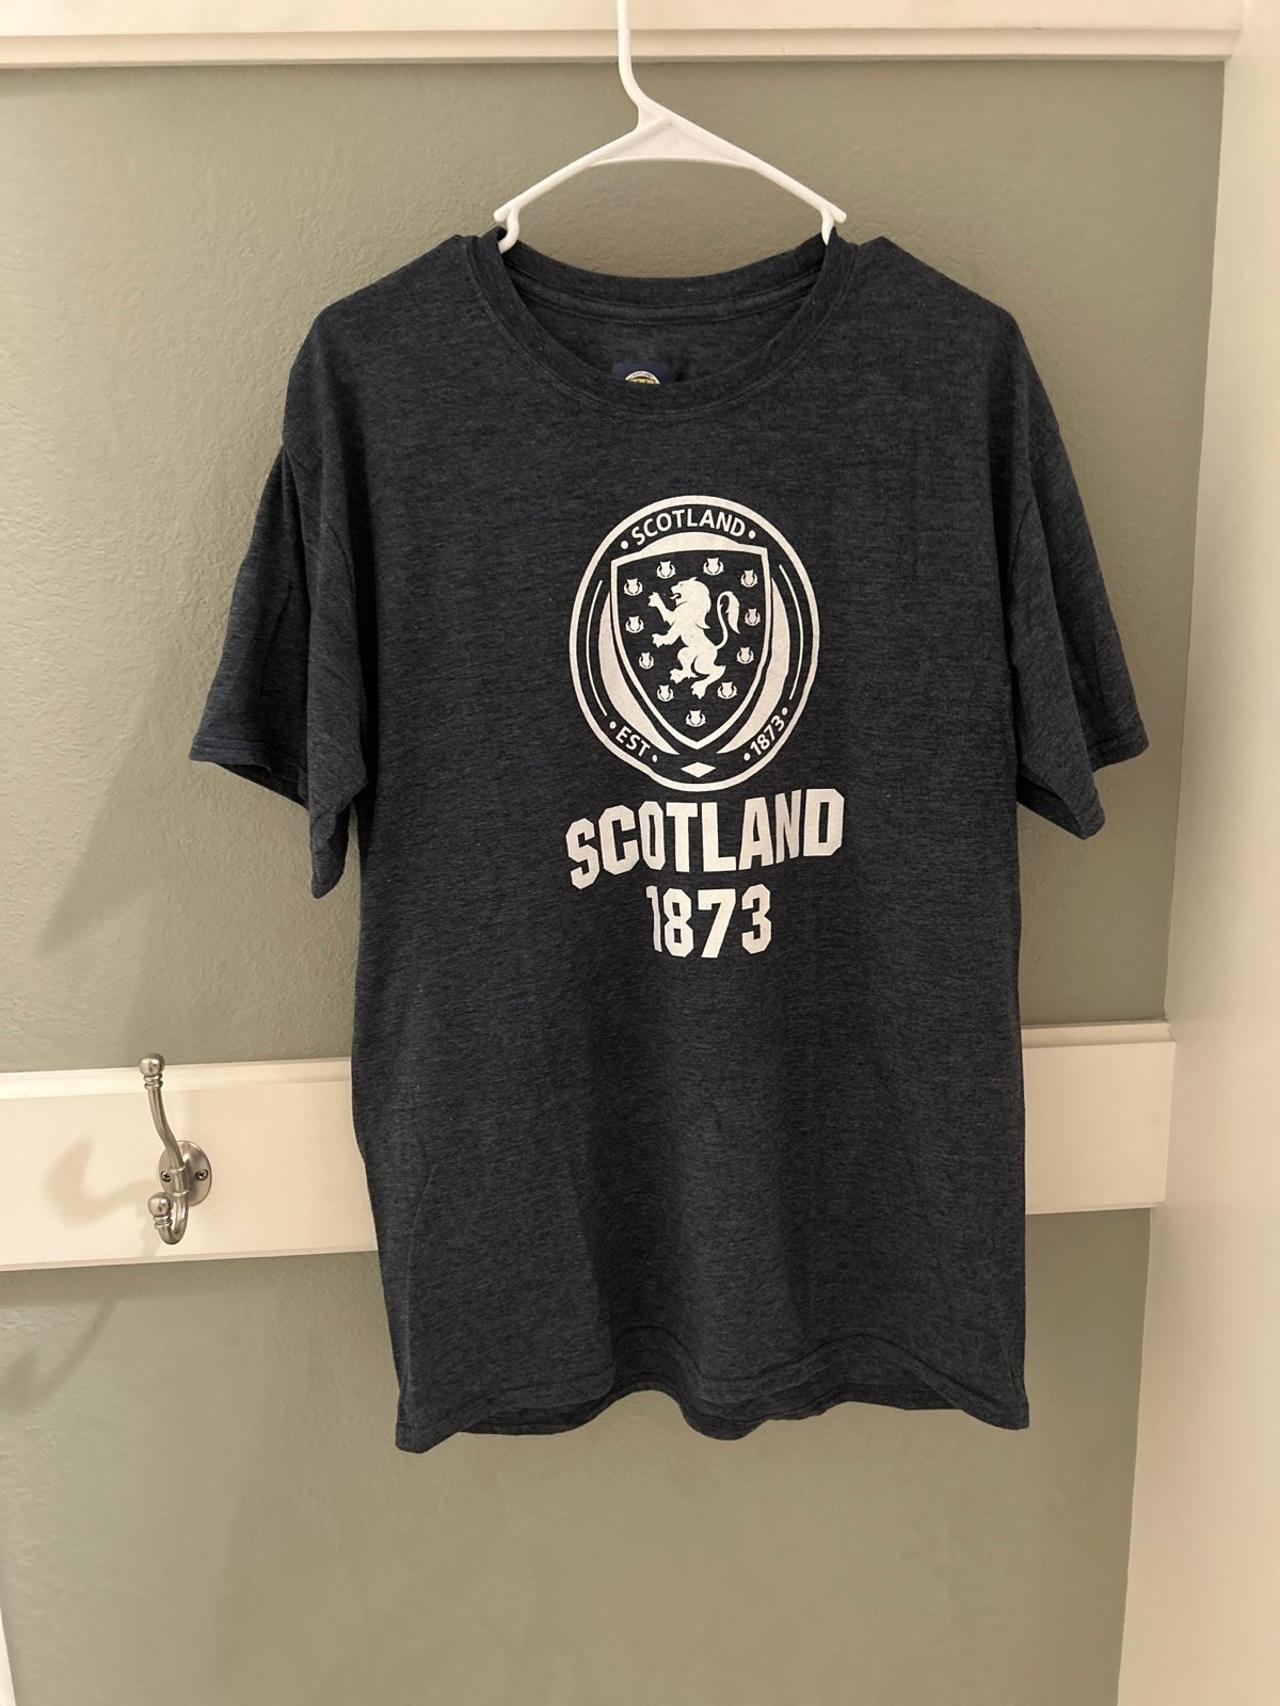 • SCOTLAND •
• EST • • 1873 •
SCOTLAND
1873